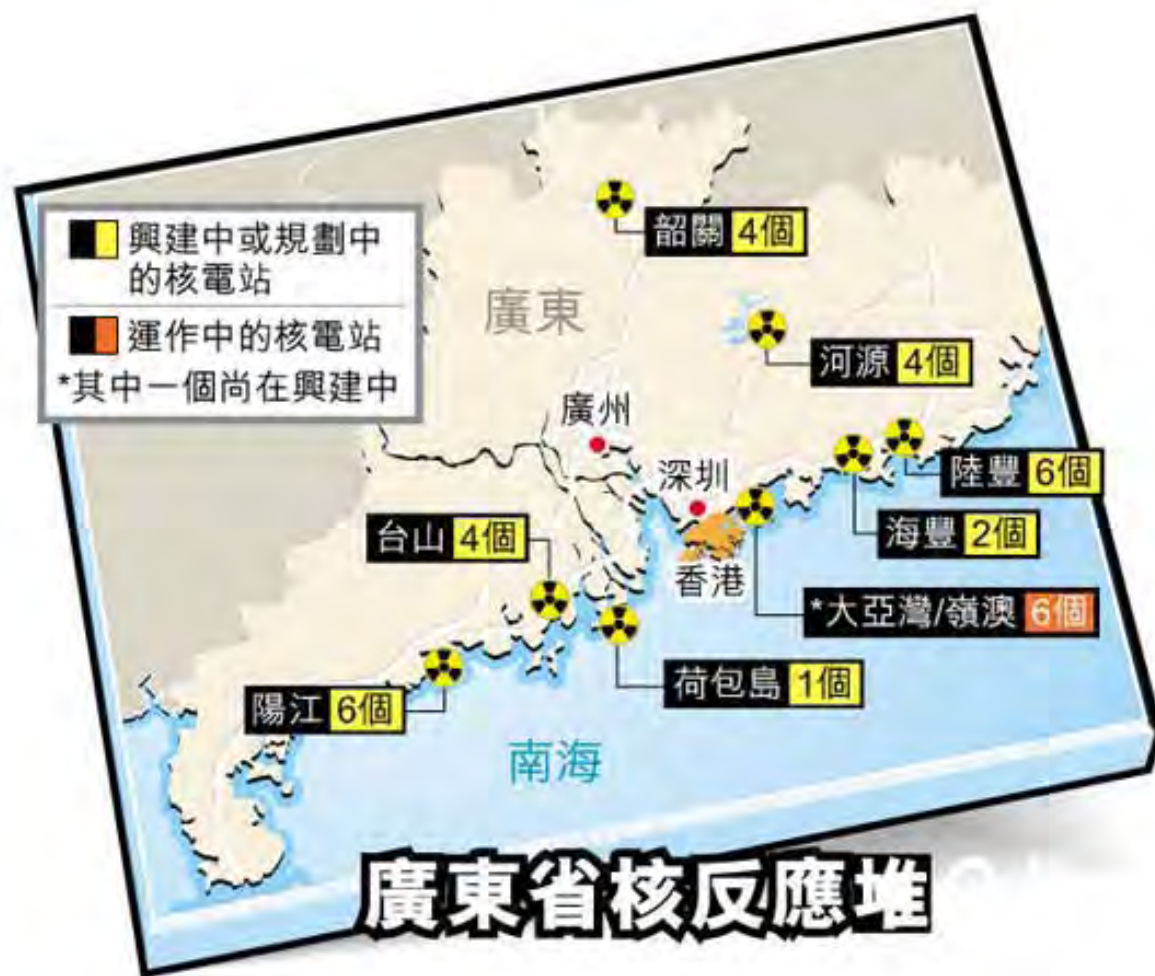 興建中或規劃中
的核電站
運作中的核電站
*其中一個尚在興建中
韶關 4個
廣東
河源 4個
廣州
陸豐 6個
深圳
海豐 2個
台山 4個
香港
*大亞灣/嶺澳 6個
荷包島 1個
陽江 6個
南海
廣東省核反應堆